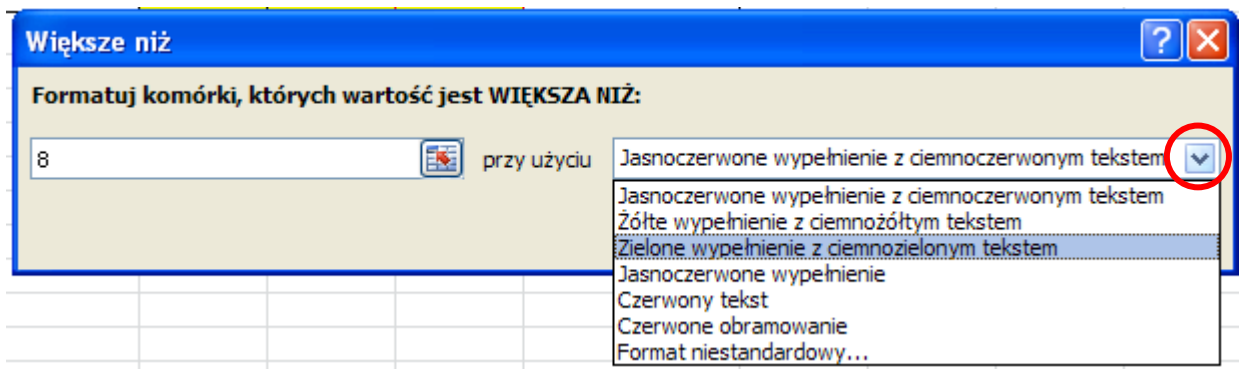 Większe niż
Formatuj komórki, których wartość jest WIĘKSZA NIŻ:
8 przy użyciu Jasnoczerwone wypełnienie z ciemnoczerwonym tekstem
Jasnoczerwone wypełnienie z ciemnoczerwonym tekstem
Żółte wypełnienie z ciemnożółtym tekstem
Zielone wypełnienie z ciemnozielonym tekstem
Jasnoczerwone wypełnienie
Czerwony tekst
Czerwone obramowanie
Format niestandardowy...